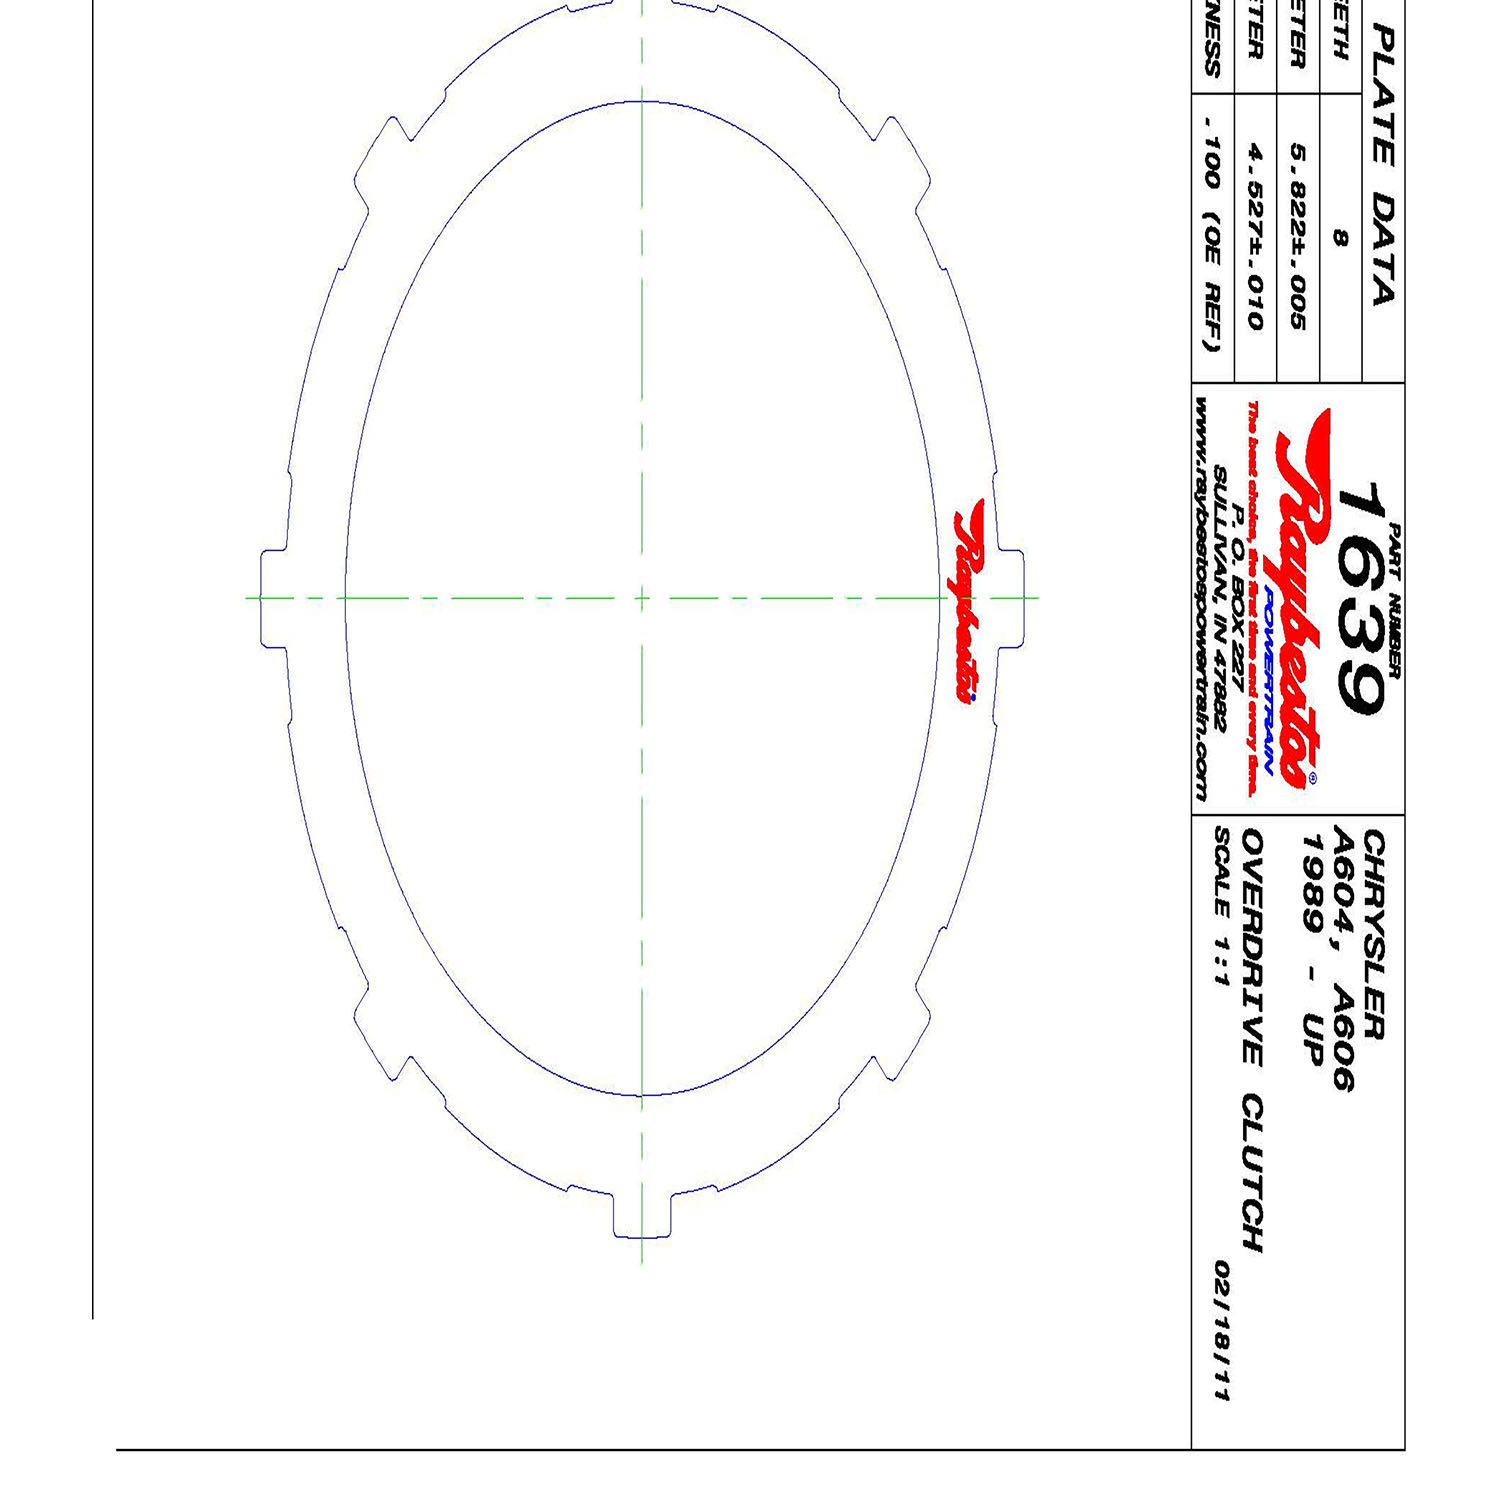 PLATE DATA
EETH 8
ETER 5.822±.005
TER 4.527±.010
NESS .100 (OE REF)
PART NUMBER
1639
Raybestos®
POWERTRAIN
The best choice, the first time and every time.
P. O. BOX 227
SULLIVAN, IN 47882
www.raybestospowertrain.com
CHRYSLER
A604, A606
1989 - UP
OVERDRIVE CLUTCH
SCALE 1:1 02/18/11
Raybestos